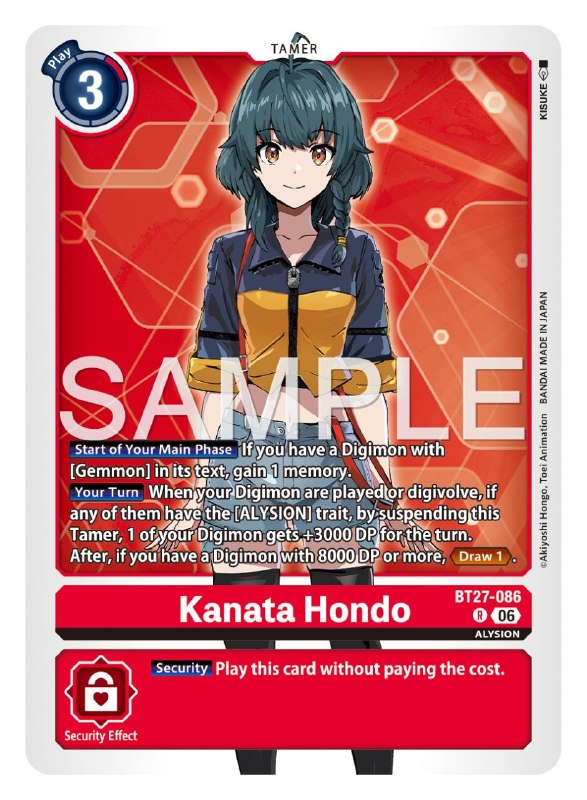 TAMER
Play
3
KISUKE
SAMPLE
Start of Your Main Phase If you have a Digimon with
[Gemmon] in its text, gain 1 memory.
Your Turn When your Digimon are played or digivolve, if
any of them have the [ALYSION] trait, by suspending this
Tamer, 1 of your Digimon gets +3000 DP for the turn.
After, if you have a Digimon with 8000 DP or more, Draw 1.
©Akiyoshi Hongo, Toei Animation BANDAI MADE IN JAPAN
Kanata Hondo
BT27-086
R 06
ALYSION
Security Play this card without paying the cost.
Security Effect